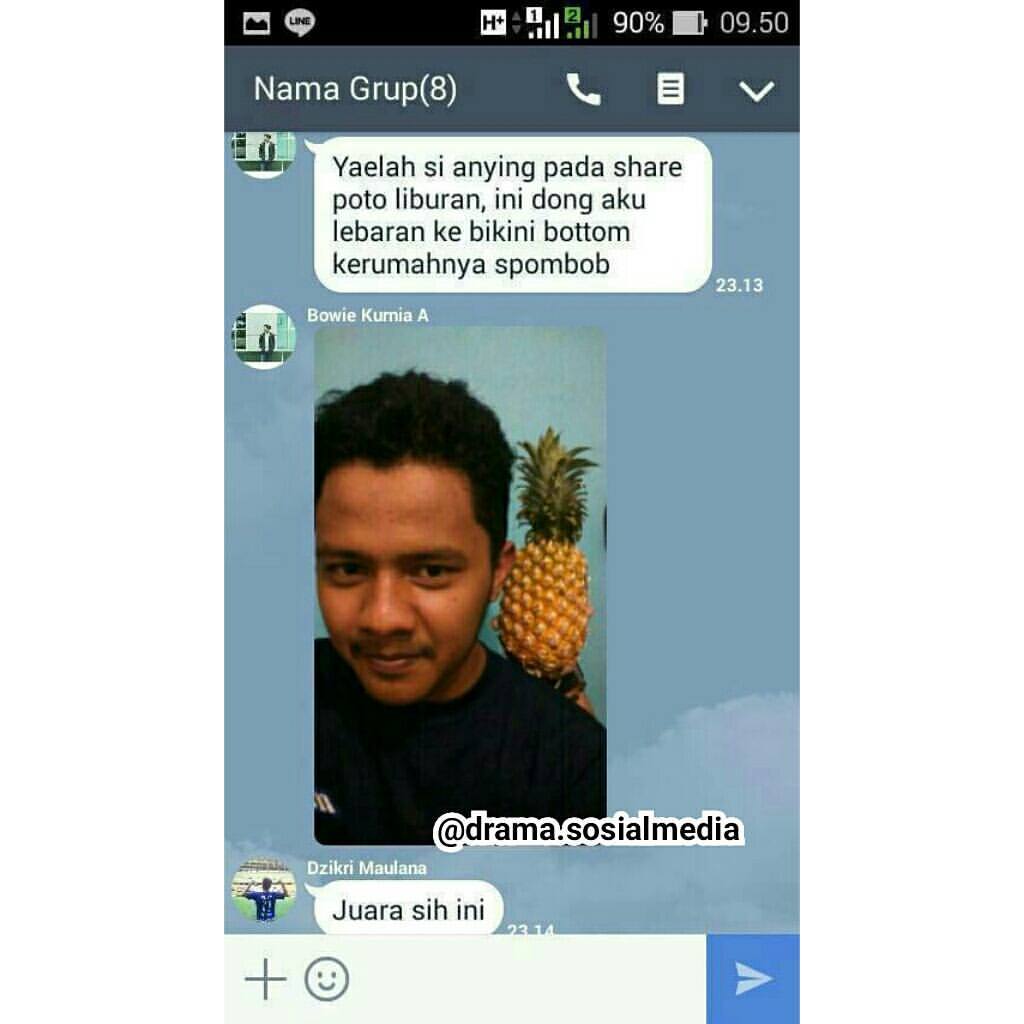 LINE
H+ 1 2 90% 09.50
Nama Grup(8)
Yaelah si anying pada share
poto liburan, ini dong aku
lebaran ke bikini bottom
kerumahnya spombob
23.13
Bowie Kurnia A
@drama.sosialmedia
Dzikri Maulana
Juara sih ini
23.14